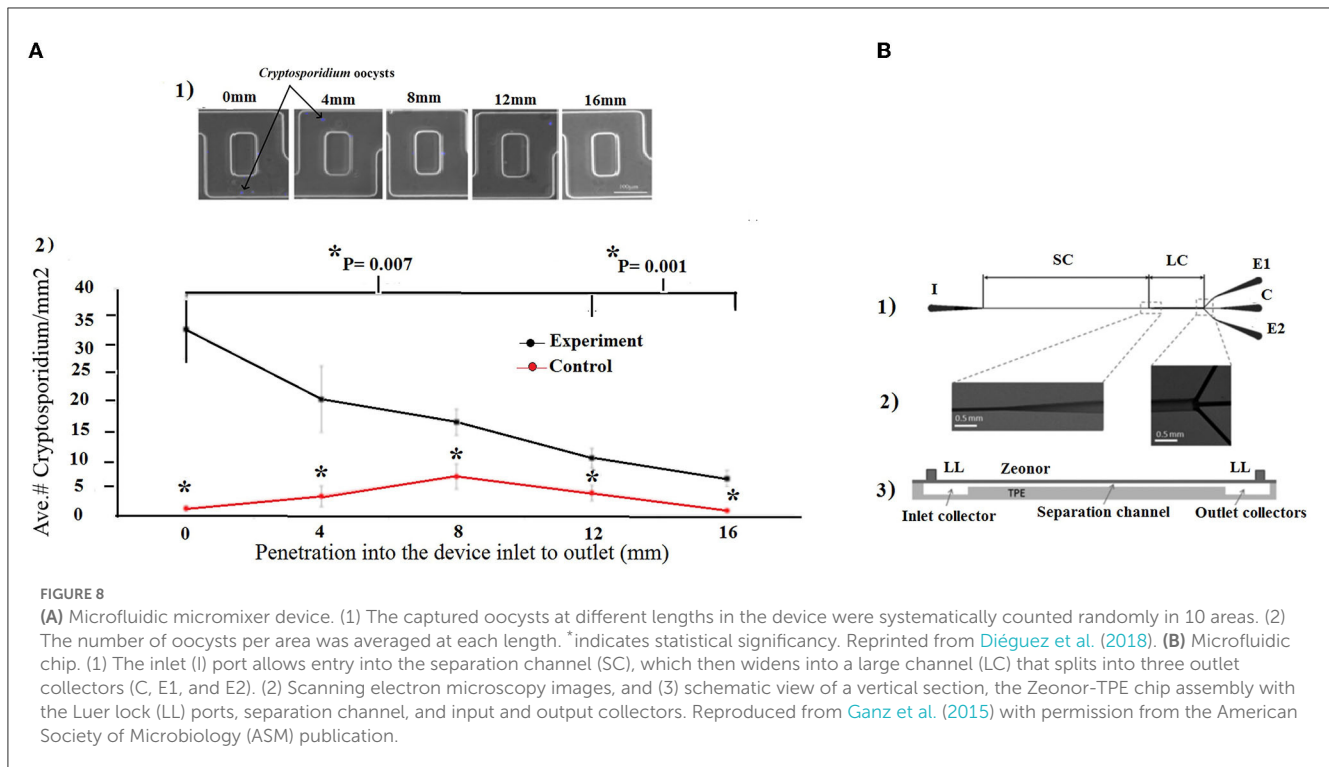 A
B
Cryptosporidium oocysts
1)
0mm 4mm 8mm 12mm 16mm
100µm
2)
*P= 0.007
*P= 0.001
Ave.# Cryptosporidium/mm2
40
35
30
25
20
15
10
5
0
Experiment
Control
* * * * *
0 4 8 12 16
Penetration into the device inlet to outlet (mm)
SC LC E1
I C
1)
E2
2)
0.5 mm 0.5 mm
LL Zeonor LL
3)
TPE
Inlet collector Separation channel Outlet collectors
FIGURE 8
(A) Microfluidic micromixer device. (1) The captured oocysts at different lengths in the device were systematically counted randomly in 10 areas. (2)
The number of oocysts per area was averaged at each length. *indicates statistical significancy. Reprinted from Diéguez et al. (2018). (B) Microfluidic
chip. (1) The inlet (I) port allows entry into the separation channel (SC), which then widens into a large channel (LC) that splits into three outlet
collectors (C, E1, and E2). (2) Scanning electron microscopy images, and (3) schematic view of a vertical section, the Zeonor-TPE chip assembly with
the Luer lock (LL) ports, separation channel, and input and output collectors. Reproduced from Ganz et al. (2015) with permission from the American
Society of Microbiology (ASM) publication.